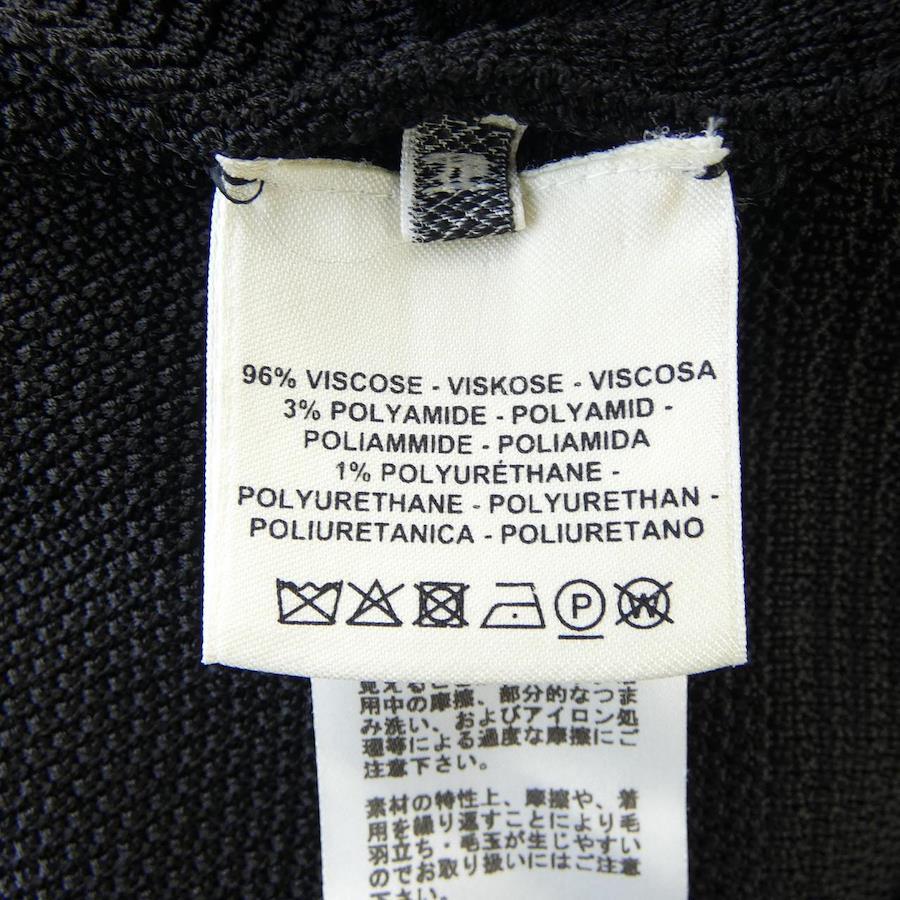 96% VISCOSE - VISKOSE - VISCOSA
3% POLYAMIDE - POLYAMID -
POLIAMMIDE - POLIAMIDA
1% POLYURÉTHANE -
POLYURETHANE - POLYURETHAN -
POLIURETANICA - POLIURETANO
P W
用中の摩擦、部分的なつま
み洗い、およびアイロン処
理等による過度な摩擦にご
注意下さい。
素材の特性上、摩擦や、着
用を繰り返すことにより毛
羽立ち・毛玉が生じやすい
のでお取り扱いにはご注意
下さい。